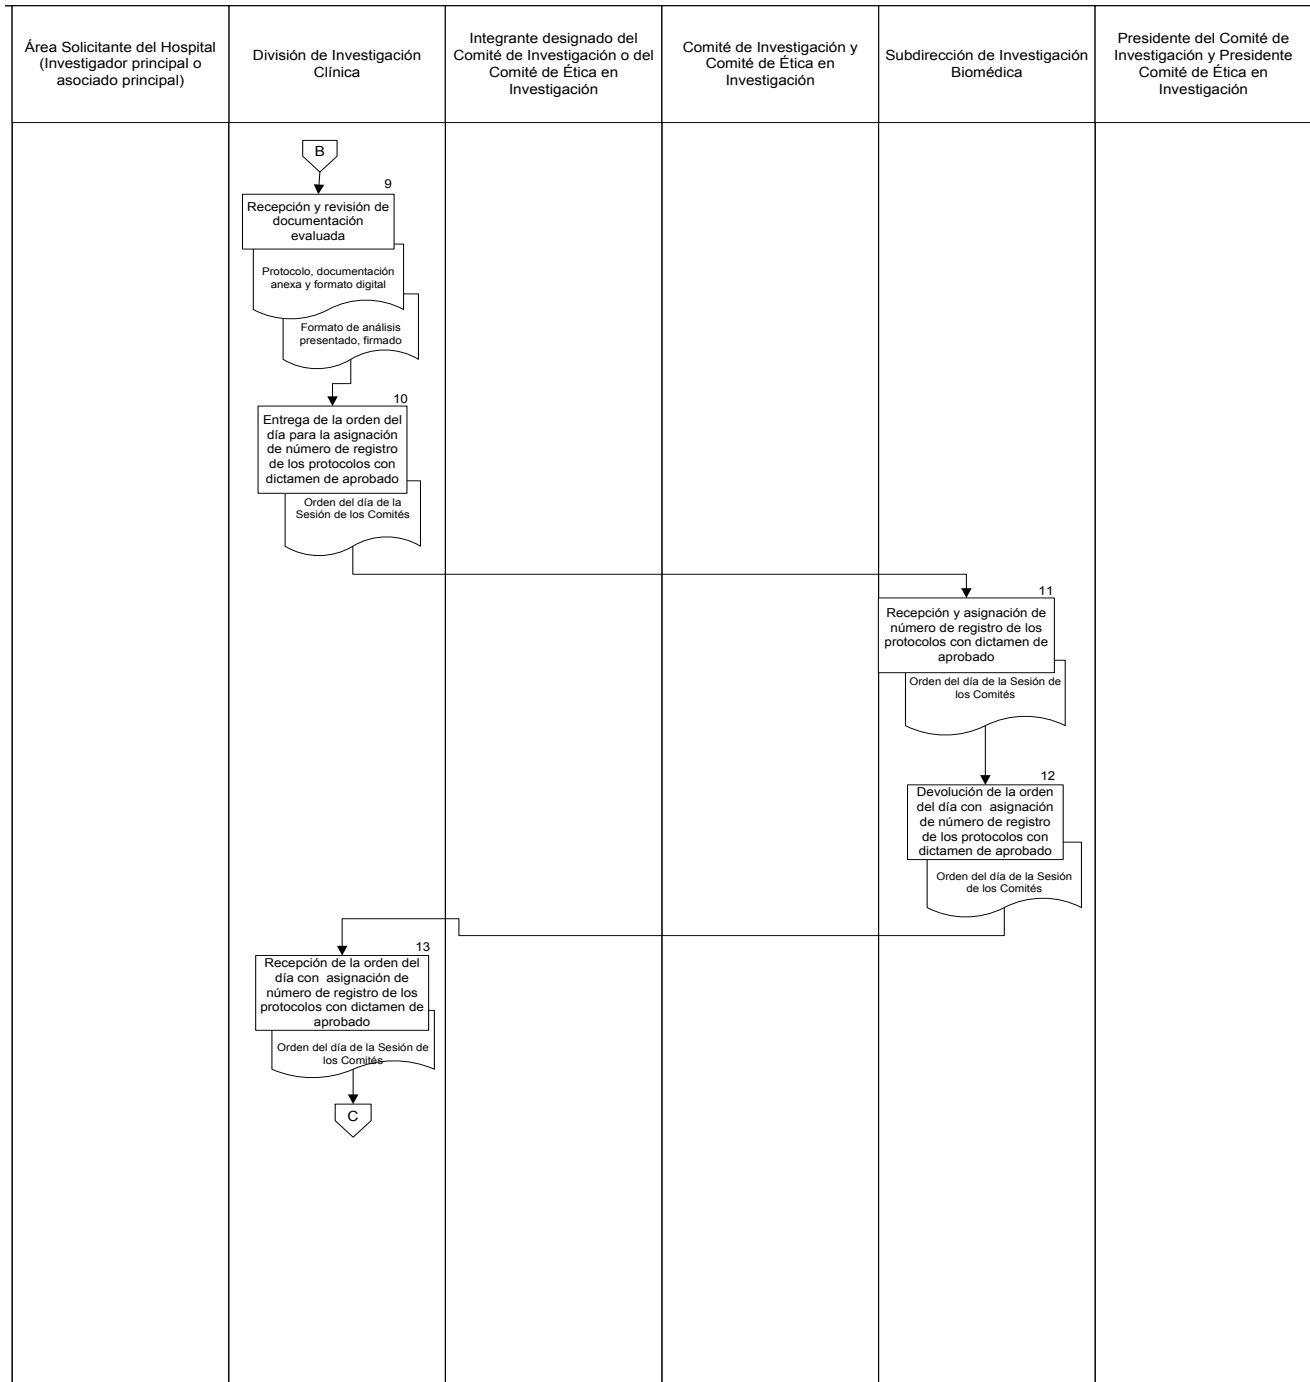 Área Solicitante del Hospital
(Investigador principal o
asociado principal)
División de Investigación
Clínica
Integrante designado del
Comité de Investigación o del
Comité de Ética en
Investigación
Comité de Investigación y
Comité de Ética en
Investigación
Subdirección de Investigación
Biomédica
Presidente del Comité de
Investigación y Presidente
Comité de Ética en
Investigación
B
9
Recepción y revisión de
documentación
evaluada
Protocolo, documentación
anexa y formato digital
Formato de análisis
presentado, firmado
10
Entrega de la orden del
día para la asignación
de número de registro
de los protocolos con
dictamen de aprobado
Orden del día de la
Sesión de los Comités
11
Recepción y asignación de
número de registro de los
protocolos con dictamen de
aprobado
Orden del día de la Sesión de
los Comités
12
Devolución de la orden
del día con asignación
de número de registro
de los protocolos con
dictamen de aprobado
Orden del día de la Sesión
de los Comités
13
Recepción de la orden del
día con asignación de
número de registro de los
protocolos con dictamen de
aprobado
Orden del día de la Sesión de
los Comités
C